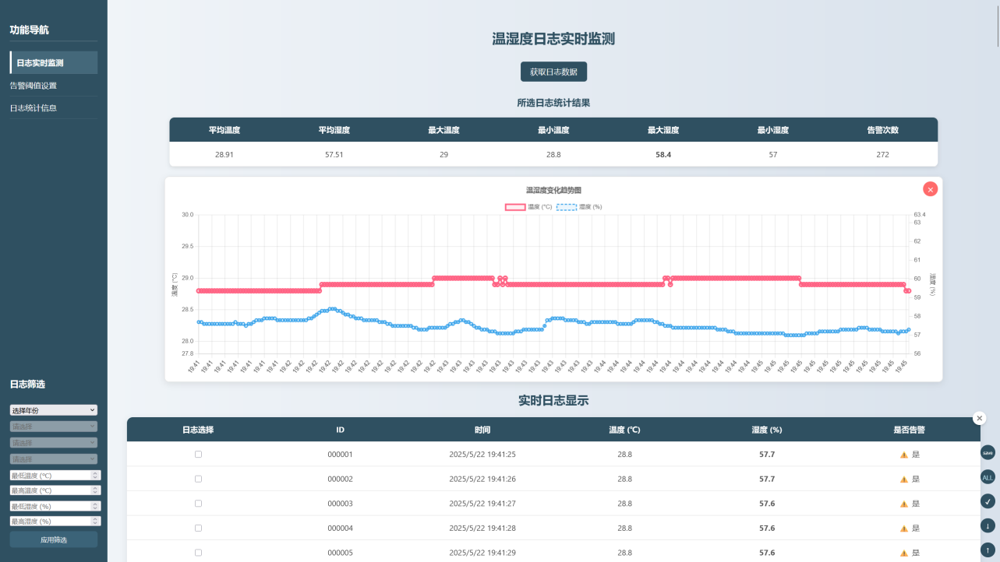 功能导航
日志实时监测
告警阈值设置
日志统计信息
日志筛选
选择年份
请选择
请选择
请选择
最低温度 (℃)
最高温度 (℃)
最低湿度 (%)
最高湿度 (%)
应用筛选
温湿度日志实时监测
获取日志数据
所选日志统计结果
平均温度 平均湿度 最大温度 最小温度 最大湿度 最小湿度 告警次数
28.91 57.51 29 28.8 58.4 57 272
温湿度变化趋势图
温度 (°C) 湿度 (%)
温度 (°C)
30.0
29.5
29.0
28.5
28.0
27.8
63.4
63
62
61
60
59
58
57
56
湿度 (%)
19:41 19:41 19:41 19:41 19:41 19:41 19:41 19:42 19:42 19:42 19:42 19:42 19:42 19:42 19:42 19:42 19:42 19:42 19:42 19:43 19:43 19:43 19:43 19:43 19:43 19:43 19:43 19:43 19:43 19:43 19:43 19:44 19:44 19:44 19:44 19:44 19:44 19:44 19:44 19:44 19:44 19:44 19:44 19:45 19:45 19:45 19:45 19:45 19:45 19:45 19:45 19:45 19:45 19:45 19:45
实时日志显示
日志选择 ID 时间 温度 (℃) 湿度 (%) 是否告警
000001 2025/5/22 19:41:25 28.8 57.7 是
000002 2025/5/22 19:41:26 28.8 57.7 是
000003 2025/5/22 19:41:27 28.8 57.6 是
000004 2025/5/22 19:41:28 28.8 57.6 是
000005 2025/5/22 19:41:29 28.8 57.6 是
save
ALL